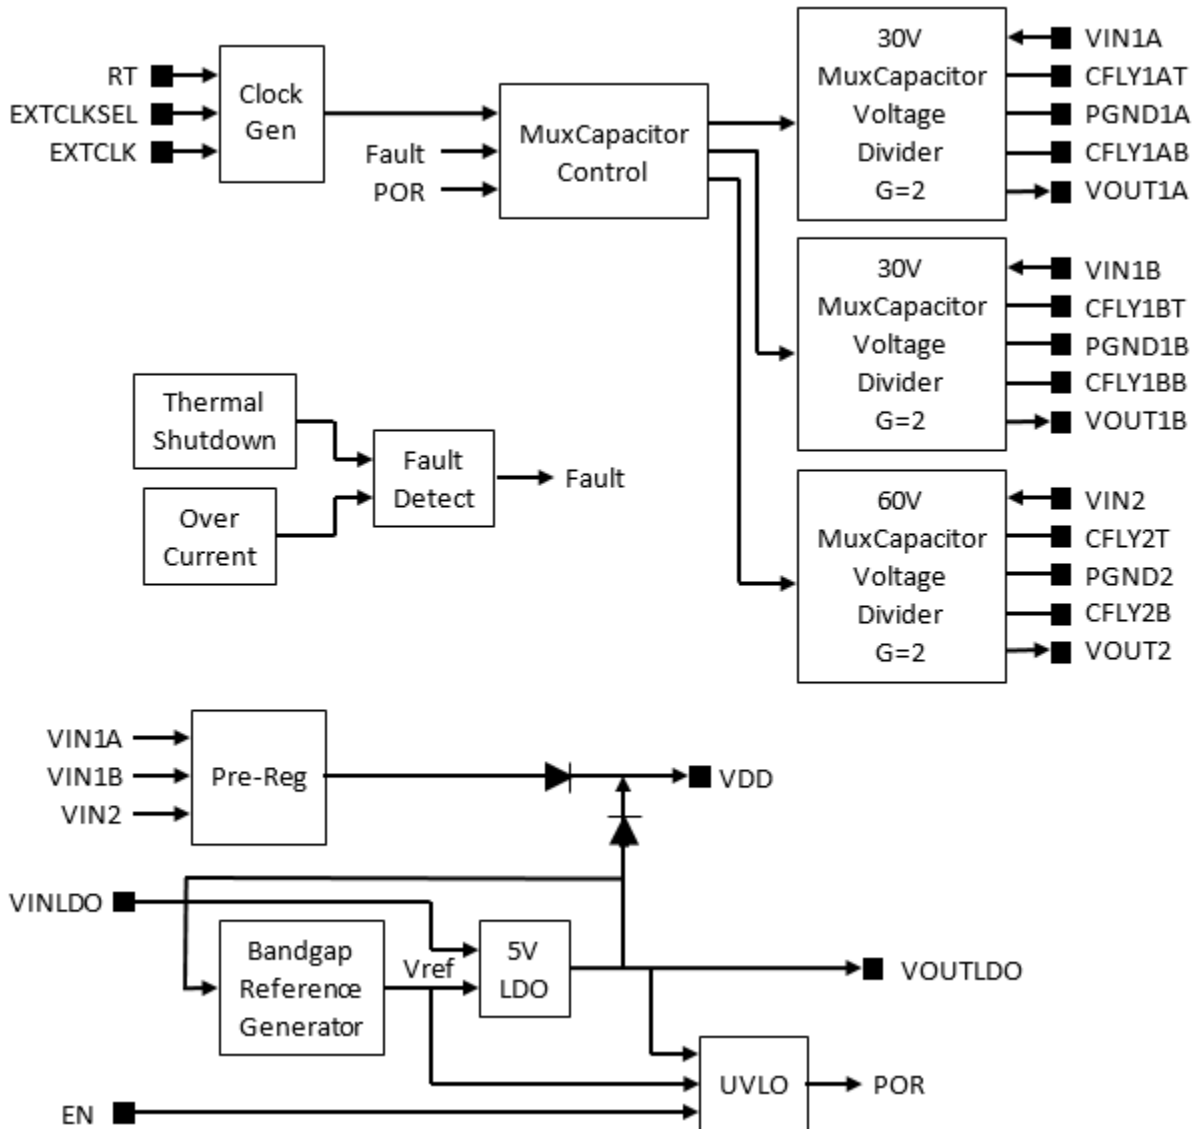 RT
EXTCLKSEL
EXTCLK
Clock
Gen
Fault
POR
MuxCapacitor
Control
30V
MuxCapacitor
Voltage
Divider
G=2
VIN1A
CFLY1AT
PGND1A
CFLY1AB
VOUT1A
30V
MuxCapacitor
Voltage
Divider
G=2
VIN1B
CFLY1BT
PGND1B
CFLY1BB
VOUT1B
Thermal
Shutdown
Over
Current
Fault
Detect
Fault
60V
MuxCapacitor
Voltage
Divider
G=2
VIN2
CFLY2T
PGND2
CFLY2B
VOUT2
VIN1A
VIN1B
VIN2
Pre-Reg
VDD
VINLDO
Bandgap
Reference
Generator
Vref
5V
LDO
VOUTLDO
EN
UVLO
POR